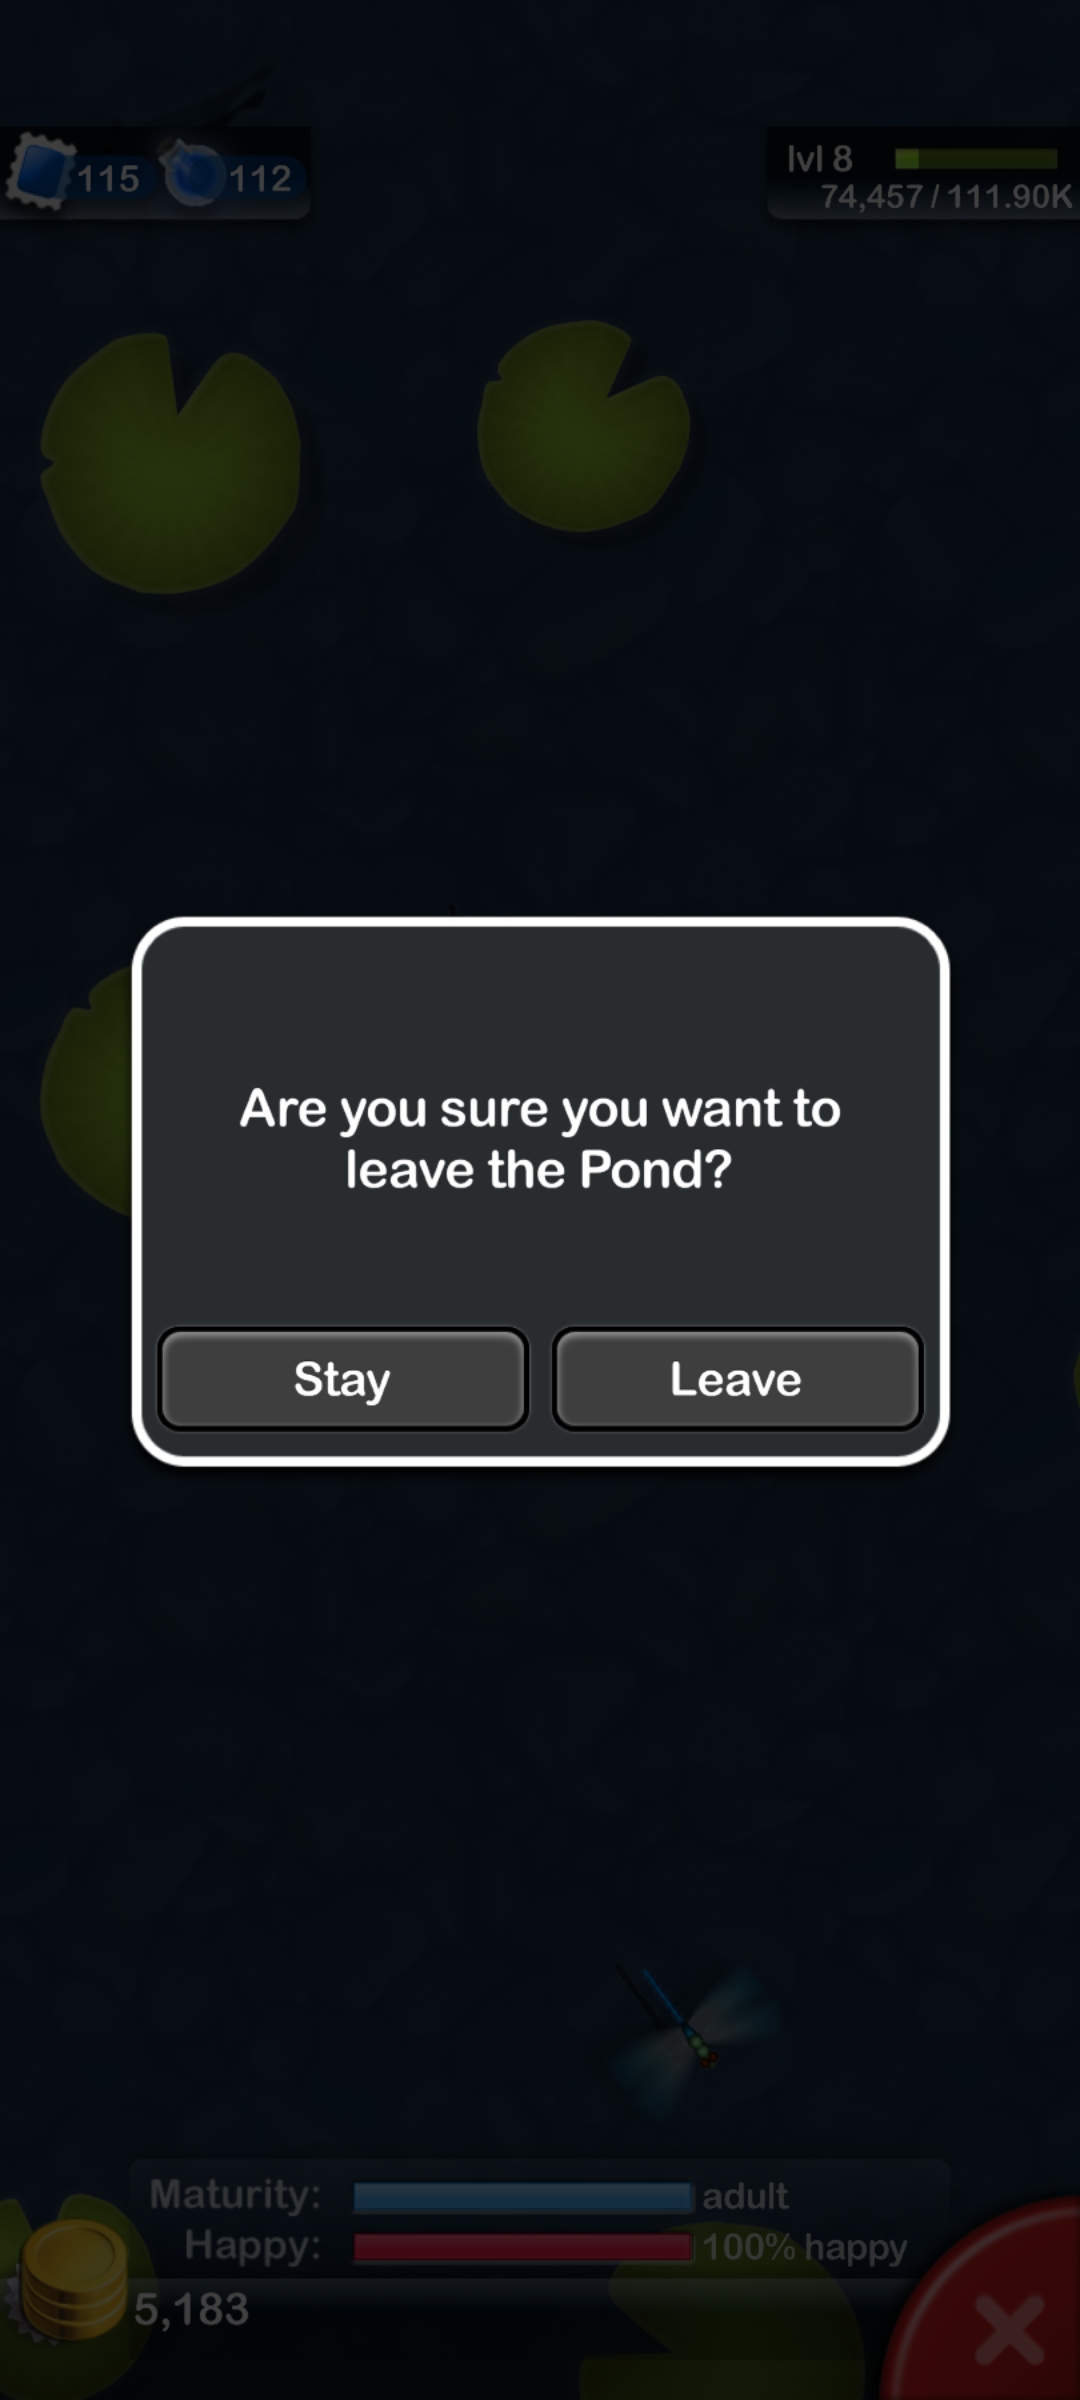 115 112
lvl 8
74,457 / 111.90K
Are you sure you want to
leave the Pond?
Stay Leave
Maturity: adult
Happy: 100% happy
5,183